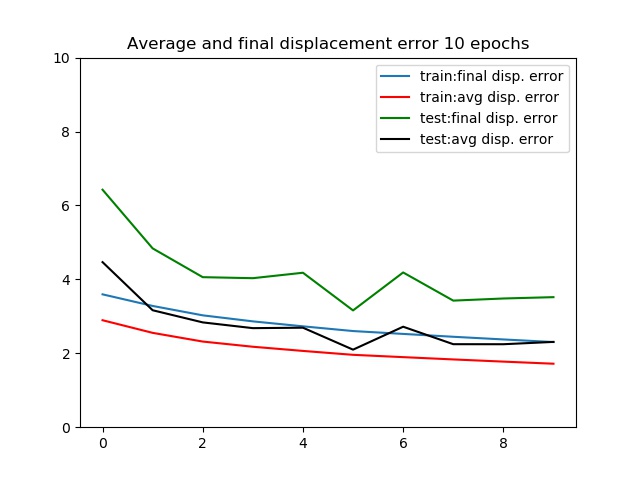 Average and final displacement error 10 epochs
10
8
6
4
2
0
train:final disp. error
train:avg disp. error
test:final disp. error
test:avg disp. error
0 2 4 6 8